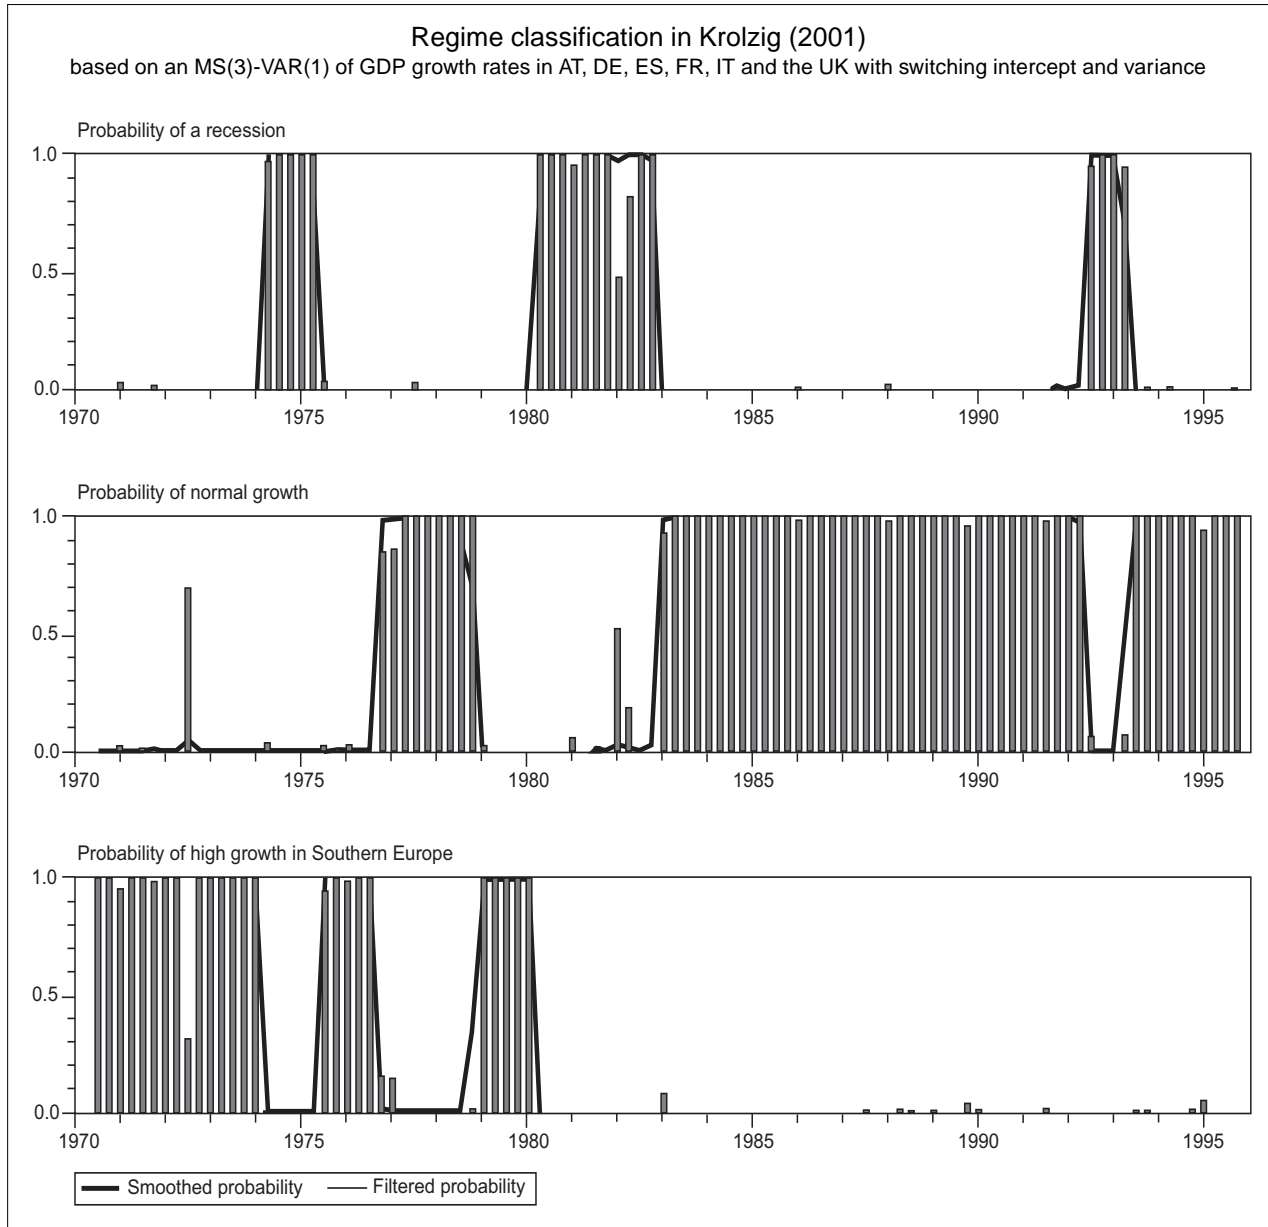 Regime classification in Krolzig (2001)
based on an MS(3)-VAR(1) of GDP growth rates in AT, DE, ES, FR, IT and the UK with switching intercept and variance
Probability of a recession
1.0
0.5
0.0
1970 1975 1980 1985 1990 1995
Probability of normal growth
1.0
0.5
0.0
1970 1975 1980 1985 1990 1995
Probability of high growth in Southern Europe
1.0
0.5
0.0
1970 1975 1980 1985 1990 1995
Smoothed probability Filtered probability